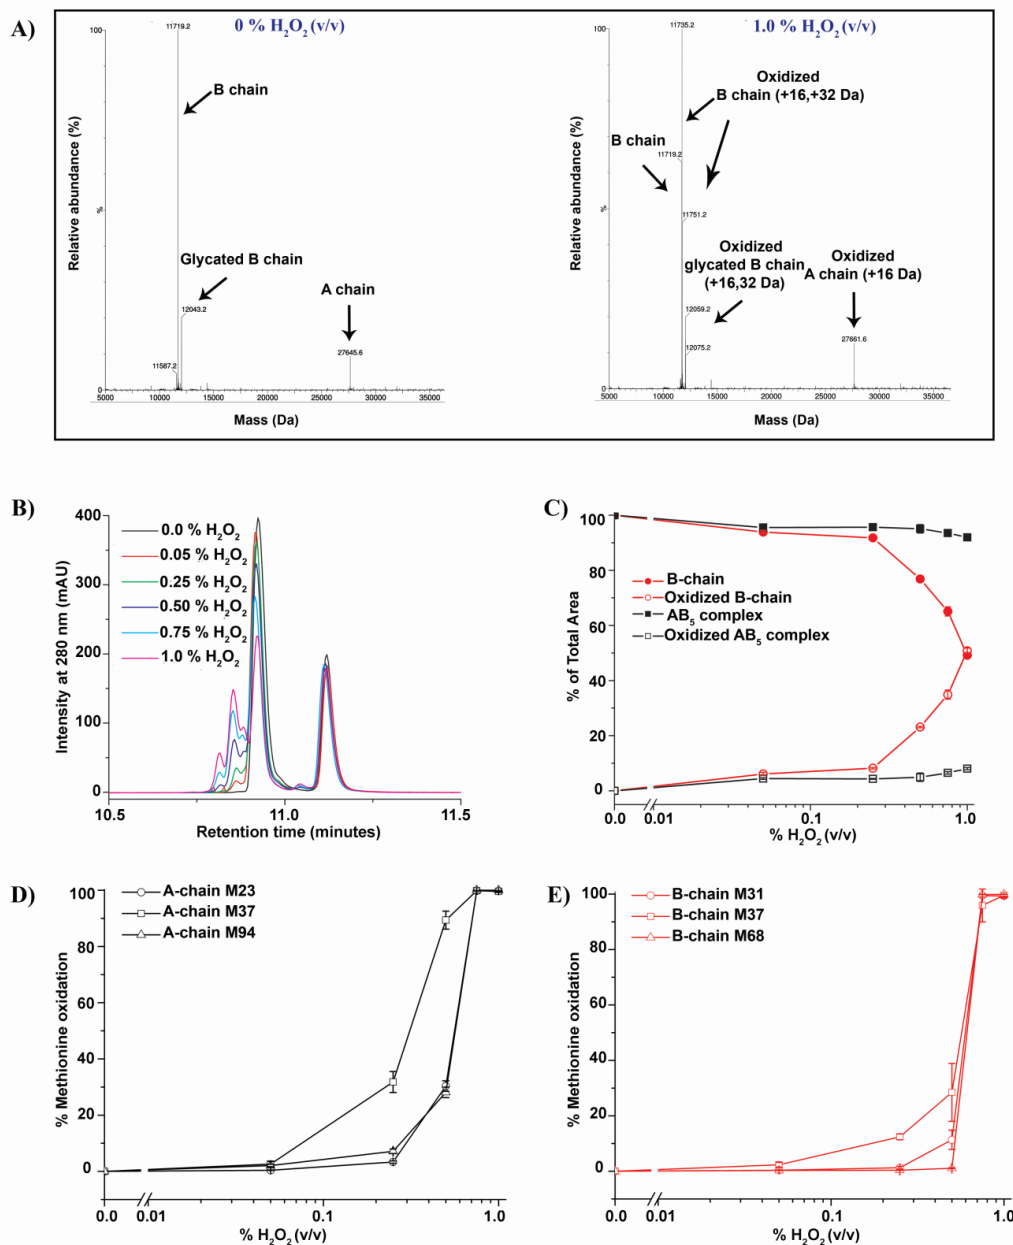 A)
0 % H2O2 (v/v)
11719.2
100
B chain
Relative abundance (%)
%
Glycated B chain
12043.2
A chain
11587.2
27645.6
0
5000 10000 15000 20000 25000 30000 35000
Mass (Da)
1.0 % H2O2 (v/v)
11735.2
100
Oxidized
B chain (+16,+32 Da)
B chain
11719.2
Relative abundance (%)
%
11751.2
Oxidized
glycated B chain
(+16,32 Da)
Oxidized
A chain (+16 Da)
12059.2
12075.2
27661.6
0
5000 10000 15000 20000 25000 30000 35000
Mass (Da)
B)
400
300
200
100
0
Intensity at 280 nm (mAU)
0.0 % H2O2
0.05 % H2O2
0.25 % H2O2
0.50 % H2O2
0.75 % H2O2
1.0 % H2O2
10.5 11.0 11.5
Retention time (minutes)
C)
100
80
60
40
20
0
% of Total Area
B-chain
Oxidized B-chain
AB5 complex
Oxidized AB5 complex
0.0 0.01 0.1 1.0
% H2O2 (v/v)
D)
100
80
60
40
20
0
% Methionine oxidation
A-chain M23
A-chain M37
A-chain M94
0.0 0.01 0.1 1.0
% H2O2 (v/v)
E)
100
80
60
40
20
0
% Methionine oxidation
B-chain M31
B-chain M37
B-chain M68
0.0 0.01 0.1 1.0
% H2O2 (v/v)